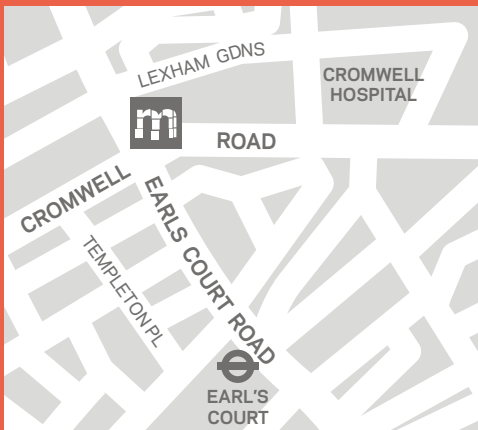 LEXHAM GDNS
CROMWELL
HOSPITAL
m
CROMWELL ROAD
EARLS COURT ROAD
TEMPLETON PL
EARL'S
COURT